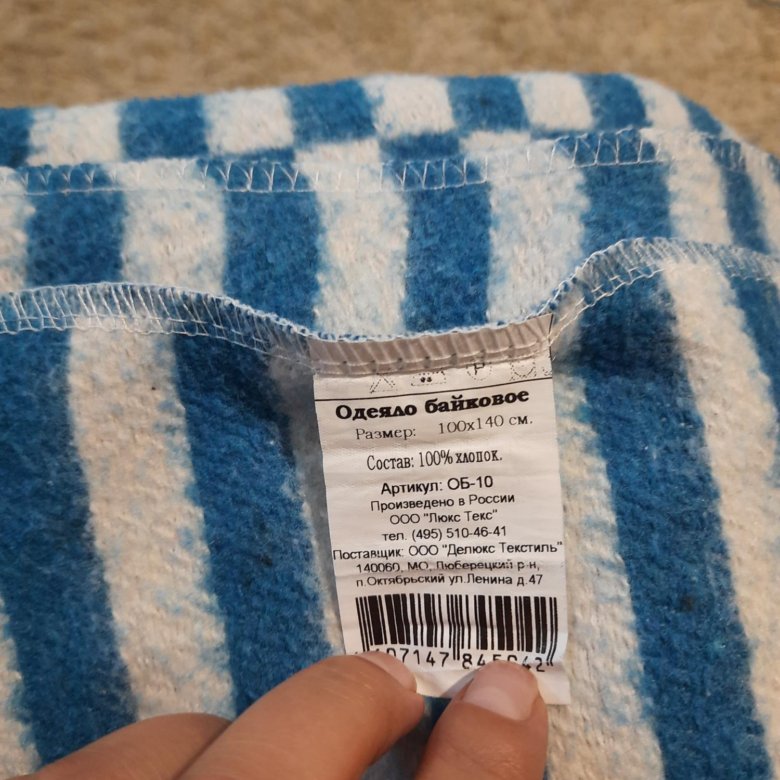 Одеяло байковое
Размер: 100х140 см.
Состав: 100% хлопок.
Артикул: ОБ-10
Произведено в России
ООО "Люкс Текс"
тел. (495) 510-46-41
Поставщик: ООО "Делюкс Текстиль"
140060, МО, Люберецкий р-н,
п.Октябрьский ул.Ленина д.47